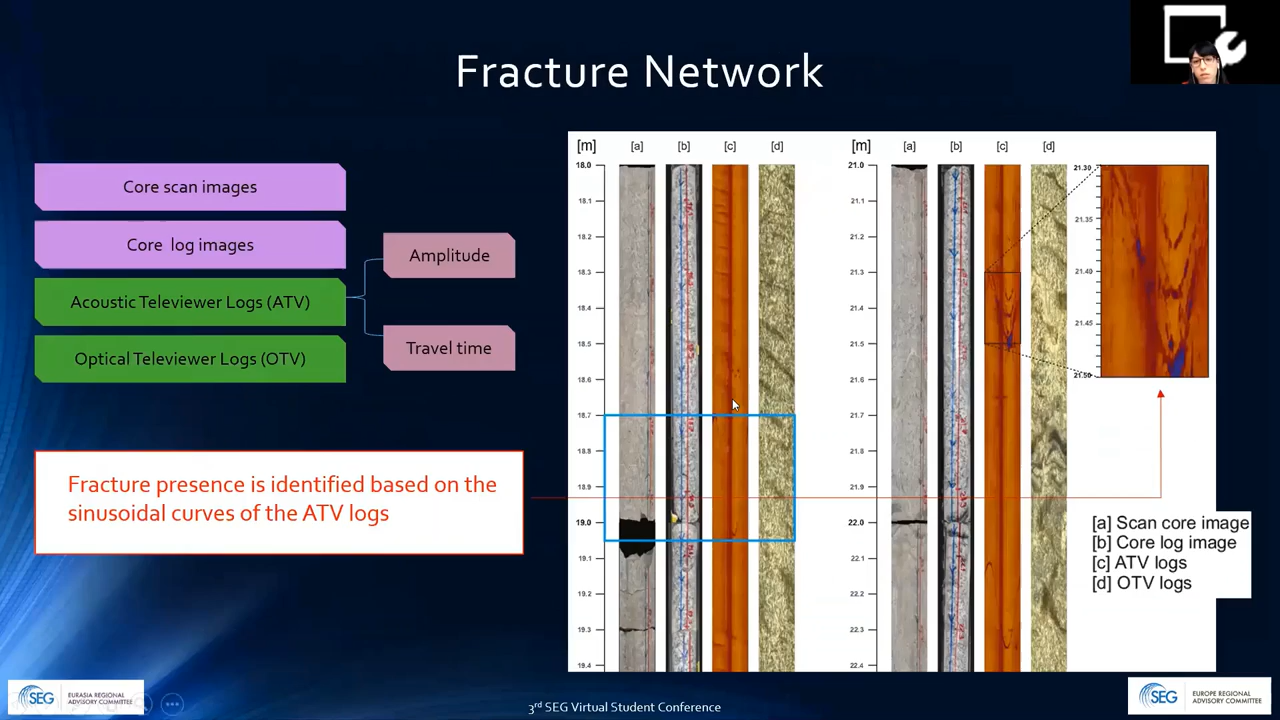 Fracture Network
Core scan images
Core log images
Acoustic Televiewer Logs (ATV)
Optical Televiewer Logs (OTV)
Amplitude
Travel time
Fracture presence is identified based on the
sinusoidal curves of the ATV logs
[m] [a] [b] [c] [d]
18.0
18.1
18.2
18.3
18.4
18.5
18.6
18.7
18.8
18.9
19.0
19.1
19.2
19.3
19.4
[m] [a] [b] [c] [d]
21.0
21.1
21.2
21.3
21.4
21.5
21.6
21.7
21.8
21.9
22.0
22.1
22.2
22.3
22.4
21.30
21.35
21.40
21.45
21.50
[a] Scan core image
[b] Core log image
[c] ATV logs
[d] OTV logs
SEG
EURASIA REGIONAL
ADVISORY COMMITTEE
3rd SEG Virtual Student Conference
SEG
EUROPE REGIONAL
ADVISORY COMMITTEE